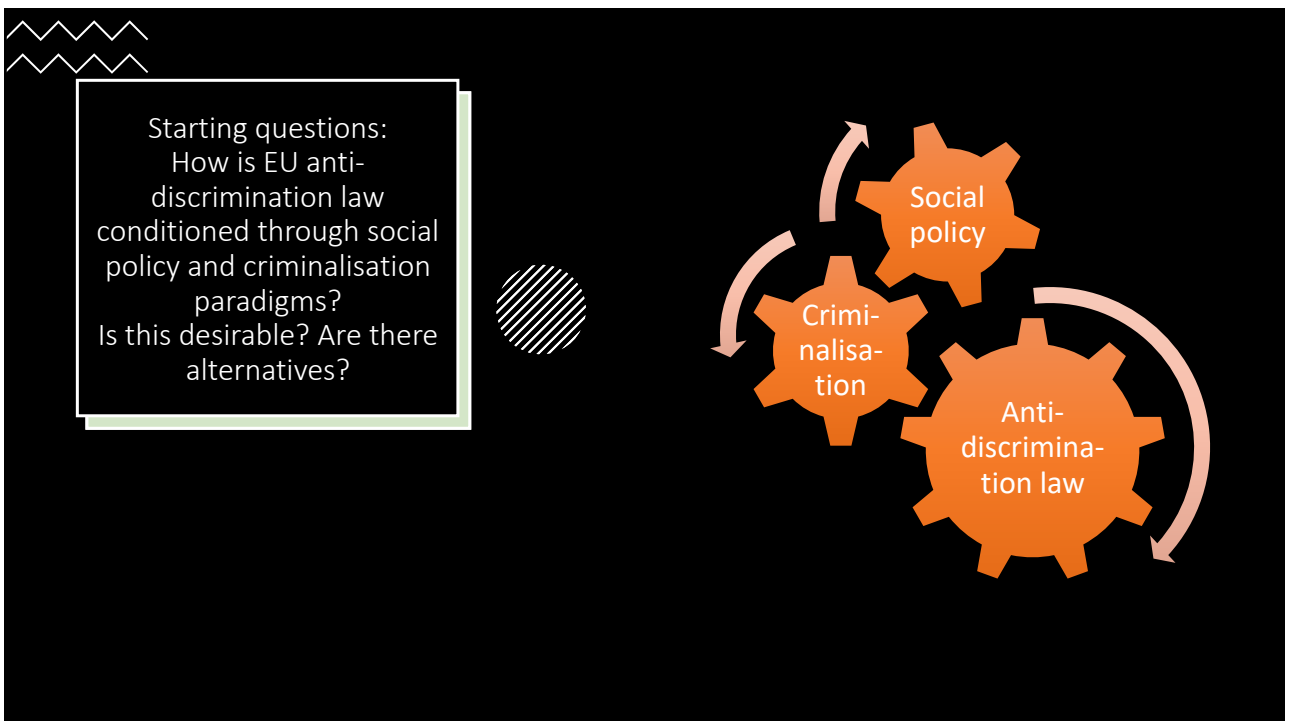 Starting questions:
How is EU anti-
discrimination law
conditioned through social
policy and criminalisation
paradigms?
Is this desirable? Are there
alternatives?
Social
policy
Crimi-
nalisa-
tion
Anti-
discrimina-
tion law